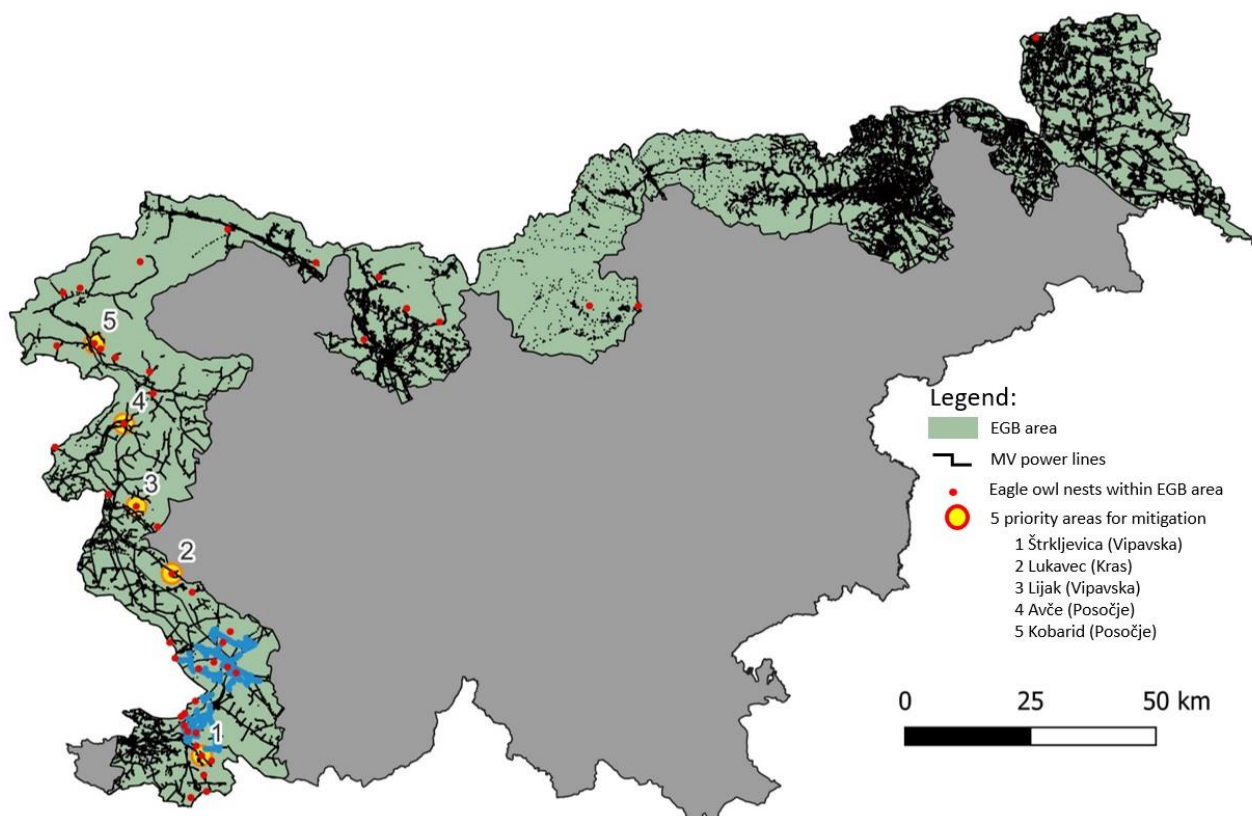 5
4
3
2
1
Legend:
EGB area
MV power lines
Eagle owl nests within EGB area
5 priority areas for mitigation
1 Štrkljevica (Vipavska)
2 Lukavec (Kras)
3 Lijak (Vipavska)
4 Avče (Posočje)
5 Kobarid (Posočje)
0 25 50 km